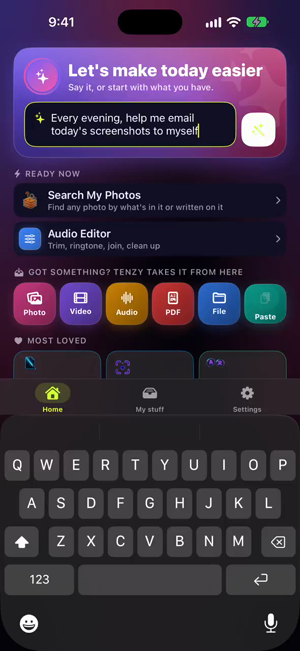 9:41
Let's make today easier
Say it, or start with what you have.
Every evening, help me email
today's screenshots to myself
READY NOW
Search My Photos
Find any photo by what's in it or written on it
Audio Editor
Trim, ringtone, join, clean up
GOT SOMETHING? TENZY TAKES IT FROM HERE
Photo Video Audio PDF File Paste
MOST LOVED
Home My stuff Settings
Q W E R T Y U I O P
A S D F G H J K L
Z X C V B N M
123